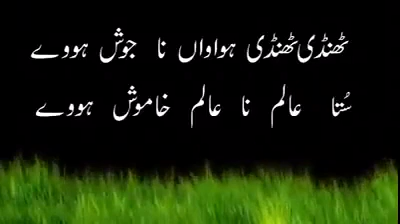 ٹھنڈی ٹھنڈی ہواواں نا جوش ہووے
سُتا عالم نا عالم خاموش ہووے